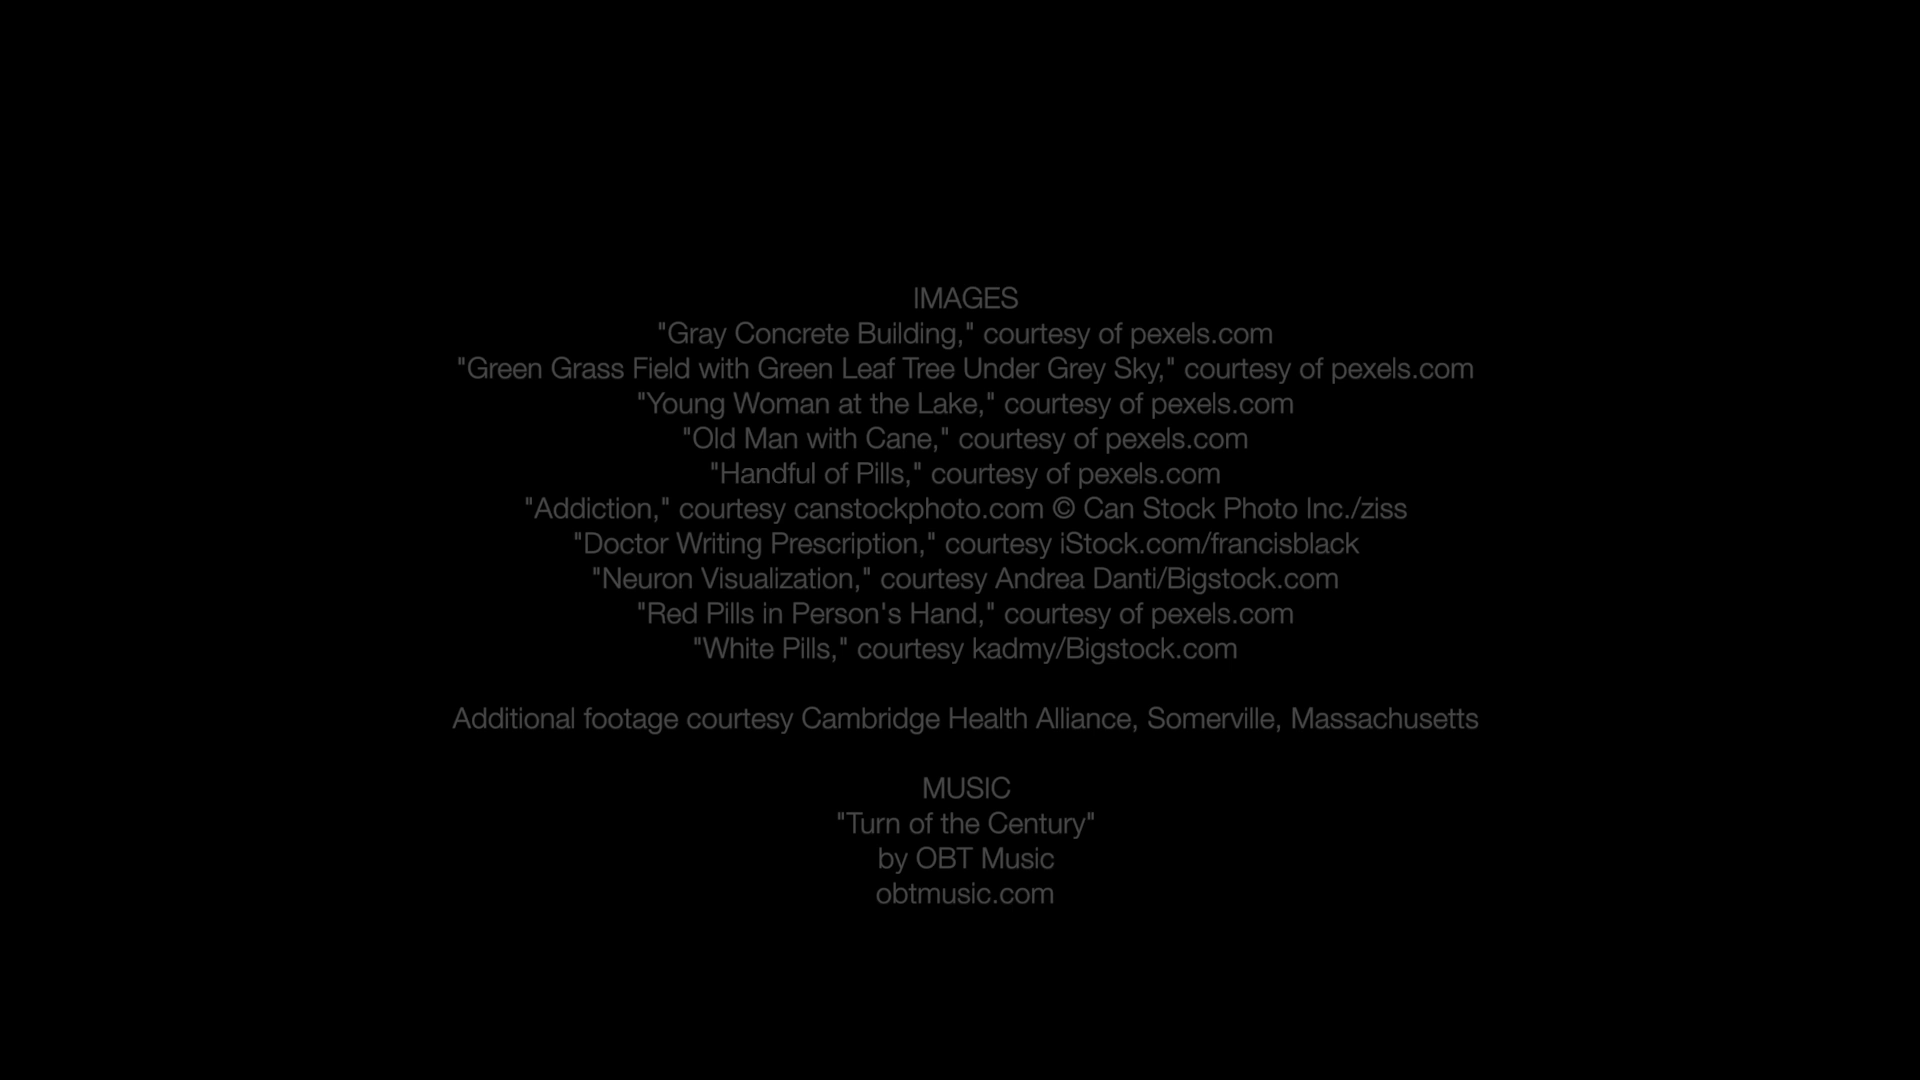 IMAGES
"Gray Concrete Building," courtesy of pexels.com
"Green Grass Field with Green Leaf Tree Under Grey Sky," courtesy of pexels.com
"Young Woman at the Lake," courtesy of pexels.com
"Old Man with Cane," courtesy of pexels.com
"Handful of Pills," courtesy of pexels.com
"Addiction," courtesy canstockphoto.com © Can Stock Photo Inc./ziss
"Doctor Writing Prescription," courtesy iStock.com/francisblack
"Neuron Visualization," courtesy Andrea Danti/Bigstock.com
"Red Pills in Person's Hand," courtesy of pexels.com
"White Pills," courtesy kadmy/Bigstock.com
Additional footage courtesy Cambridge Health Alliance, Somerville, Massachusetts
MUSIC
"Turn of the Century"
by OBT Music
obtmusic.com